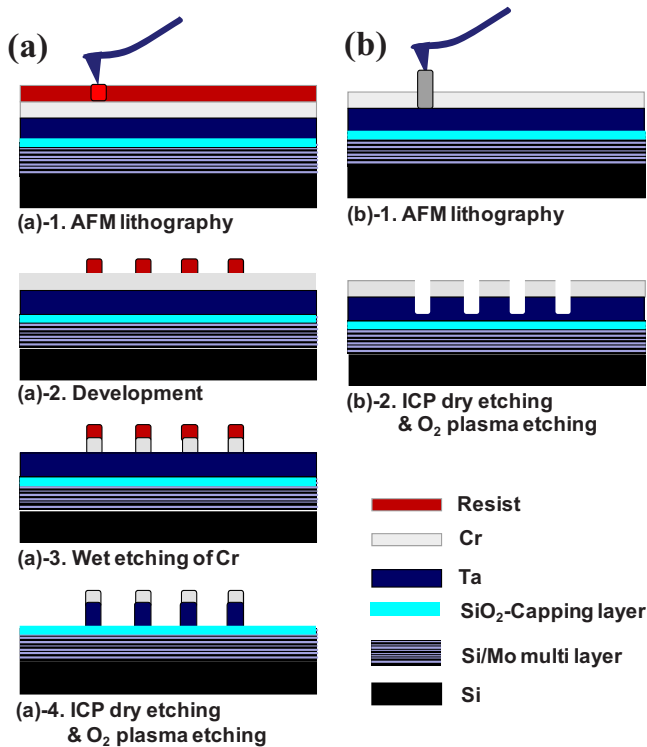 (a)
(a)-1. AFM lithography
(a)-2. Development
(a)-3. Wet etching of Cr
(a)-4. ICP dry etching
& O₂ plasma etching
(b)
(b)-1. AFM lithography
(b)-2. ICP dry etching
& O₂ plasma etching
Resist
Cr
Ta
SiO₂-Capping layer
Si/Mo multi layer
Si